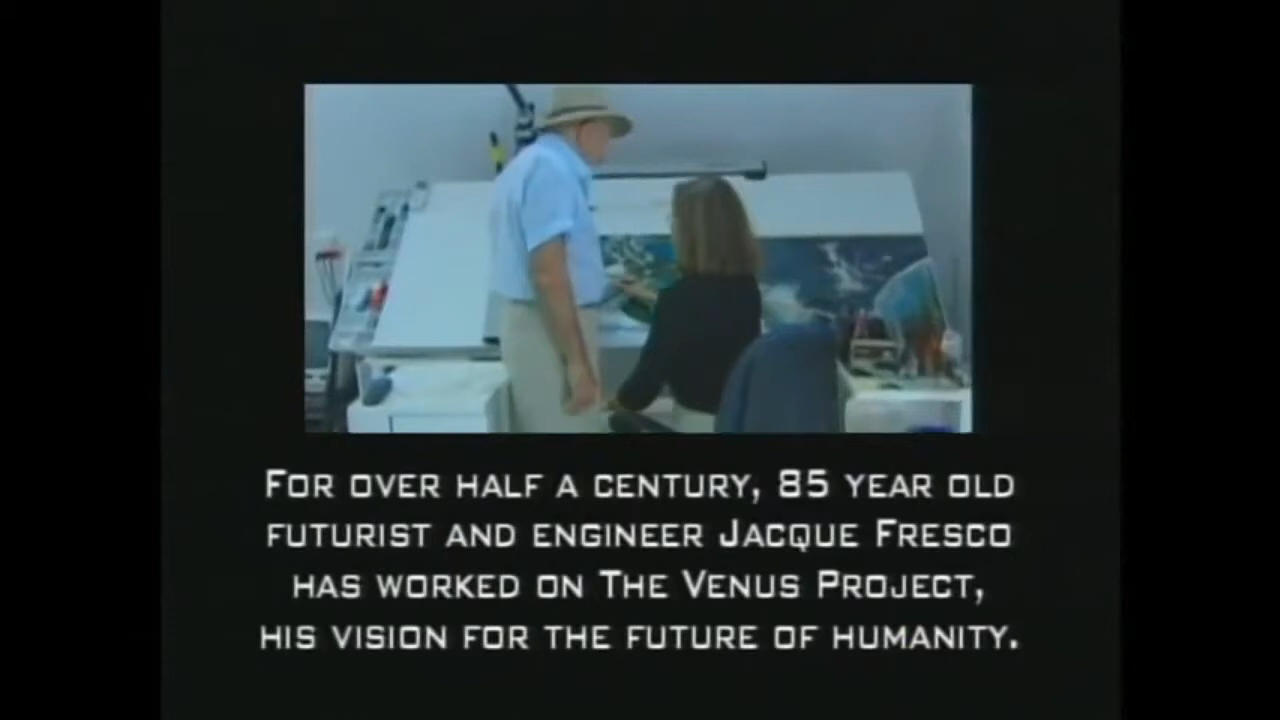 For over half a century, 85 year old
futurist and engineer Jacque Fresco
has worked on The Venus Project,
his vision for the future of humanity.